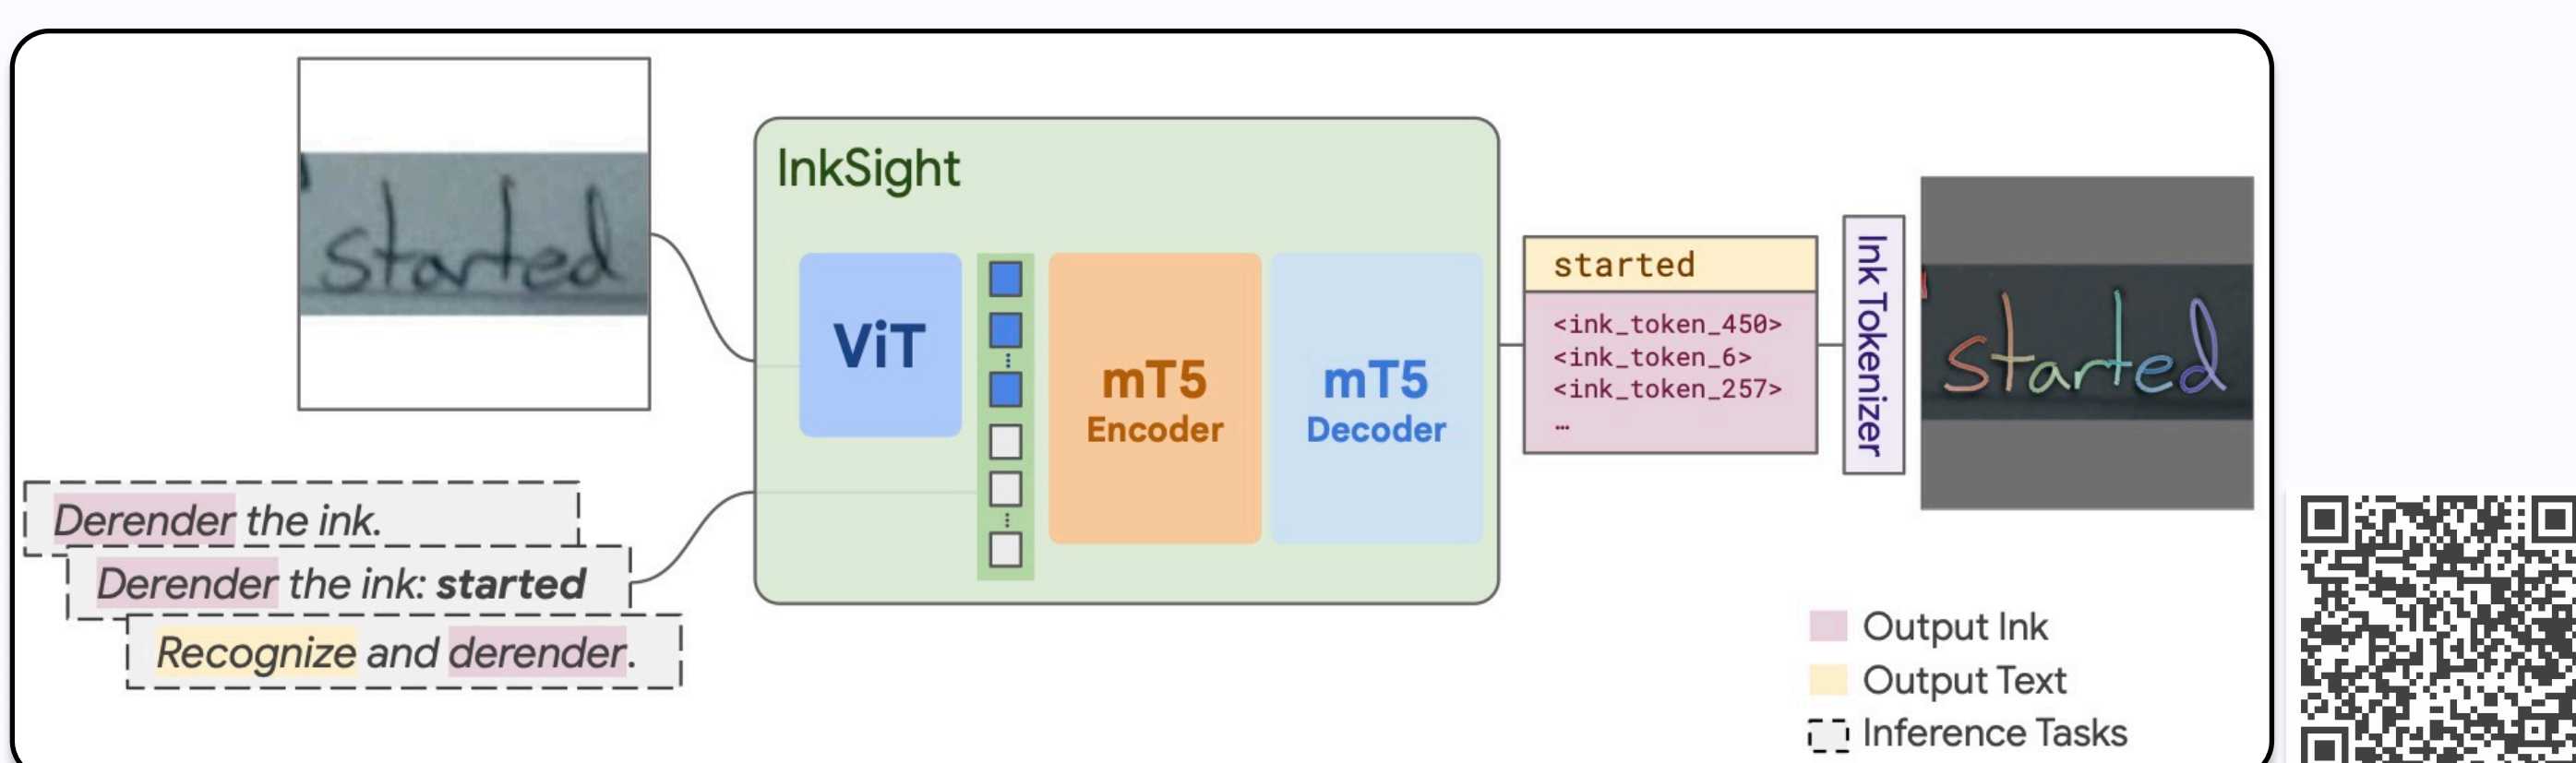 started
Derender the ink.
Derender the ink: started
Recognize and derender.
InkSight
ViT
mT5
Encoder
mT5
Decoder
started
<ink_token_450>
<ink_token_6>
<ink_token_257>
…
Ink Tokenizer
started
Output Ink
Output Text
Inference Tasks